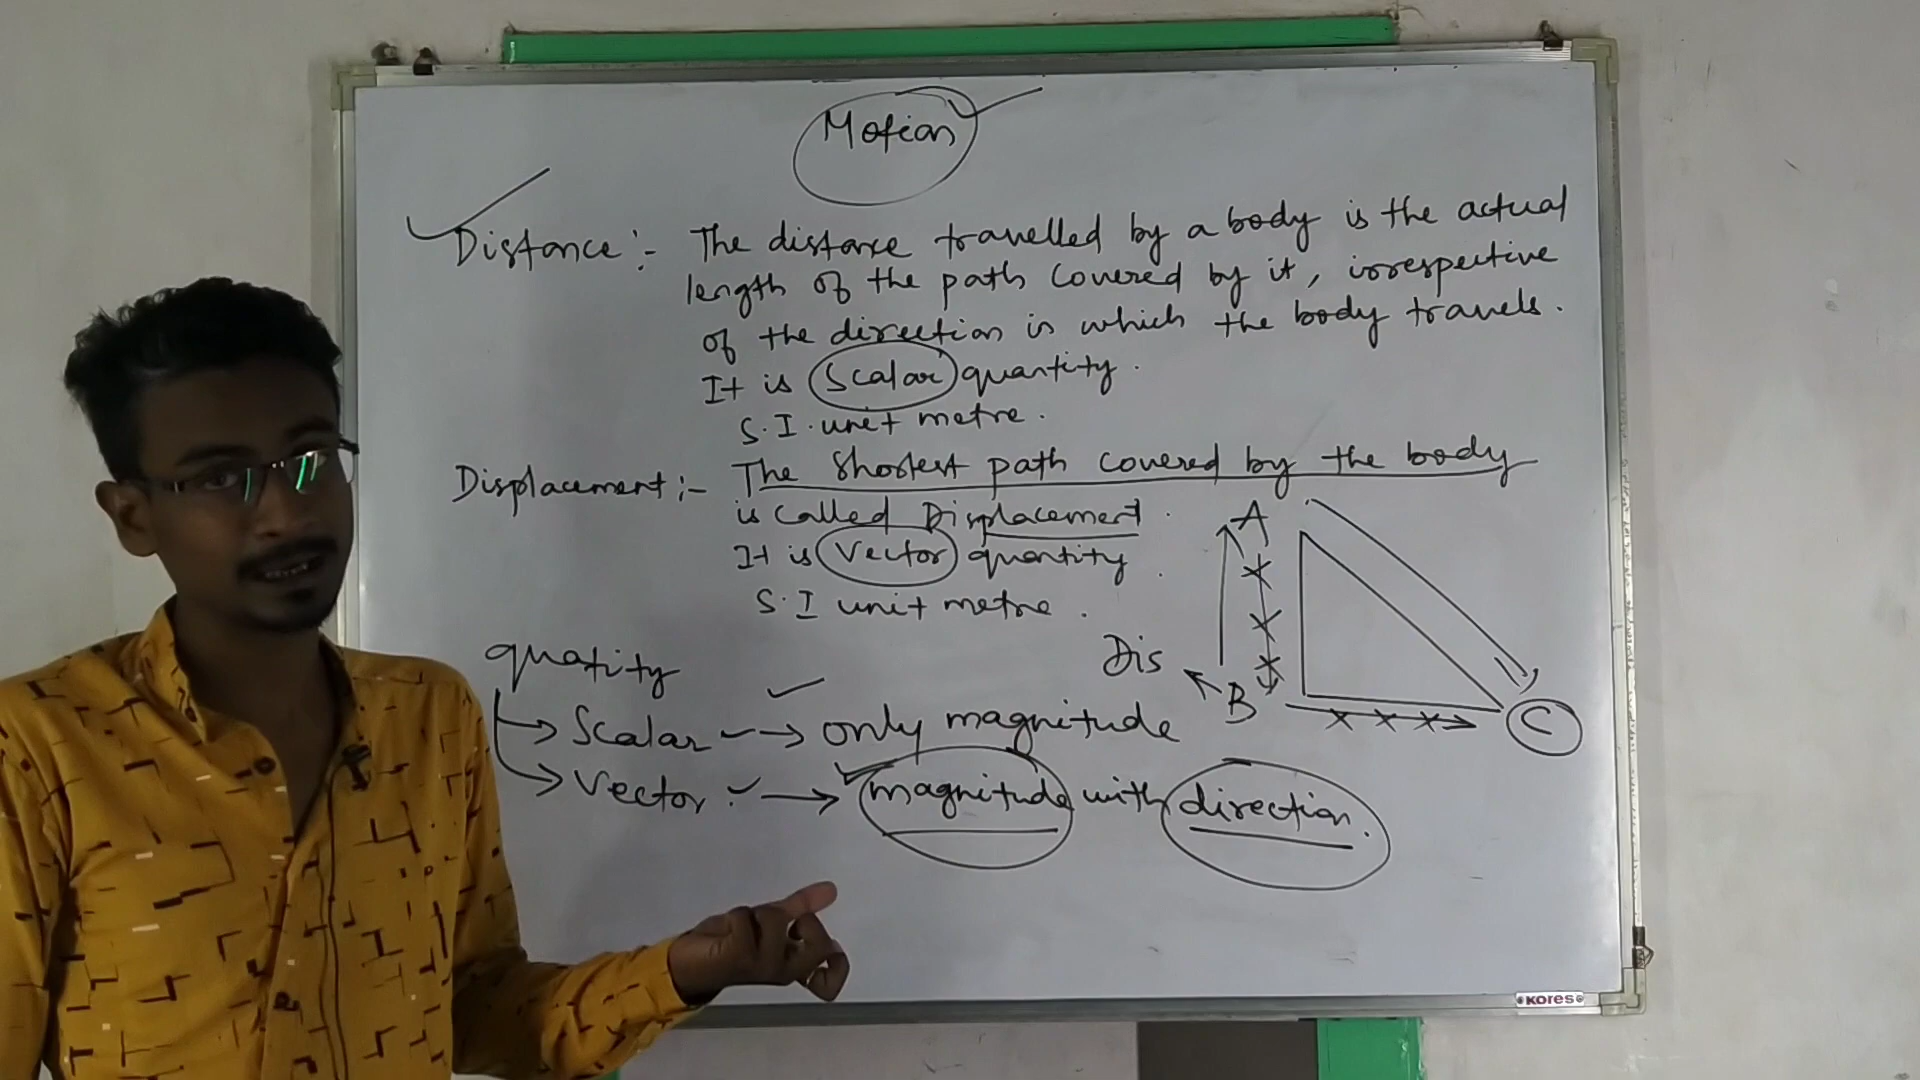 Motion
Distance :- The distance travelled by a body is the actual
length of the path covered by it, irrespective
of the direction in which the body travels.
It is Scalar quantity.
S.I. unit metre.
Displacement :- The shortest path covered by the body
is called Displacement.
It is Vector quantity.
S.I unit metre.
A
B
C
Dis
quatity
→ Scalar → only magnitude
→ Vector → magnitude with direction.
KORES